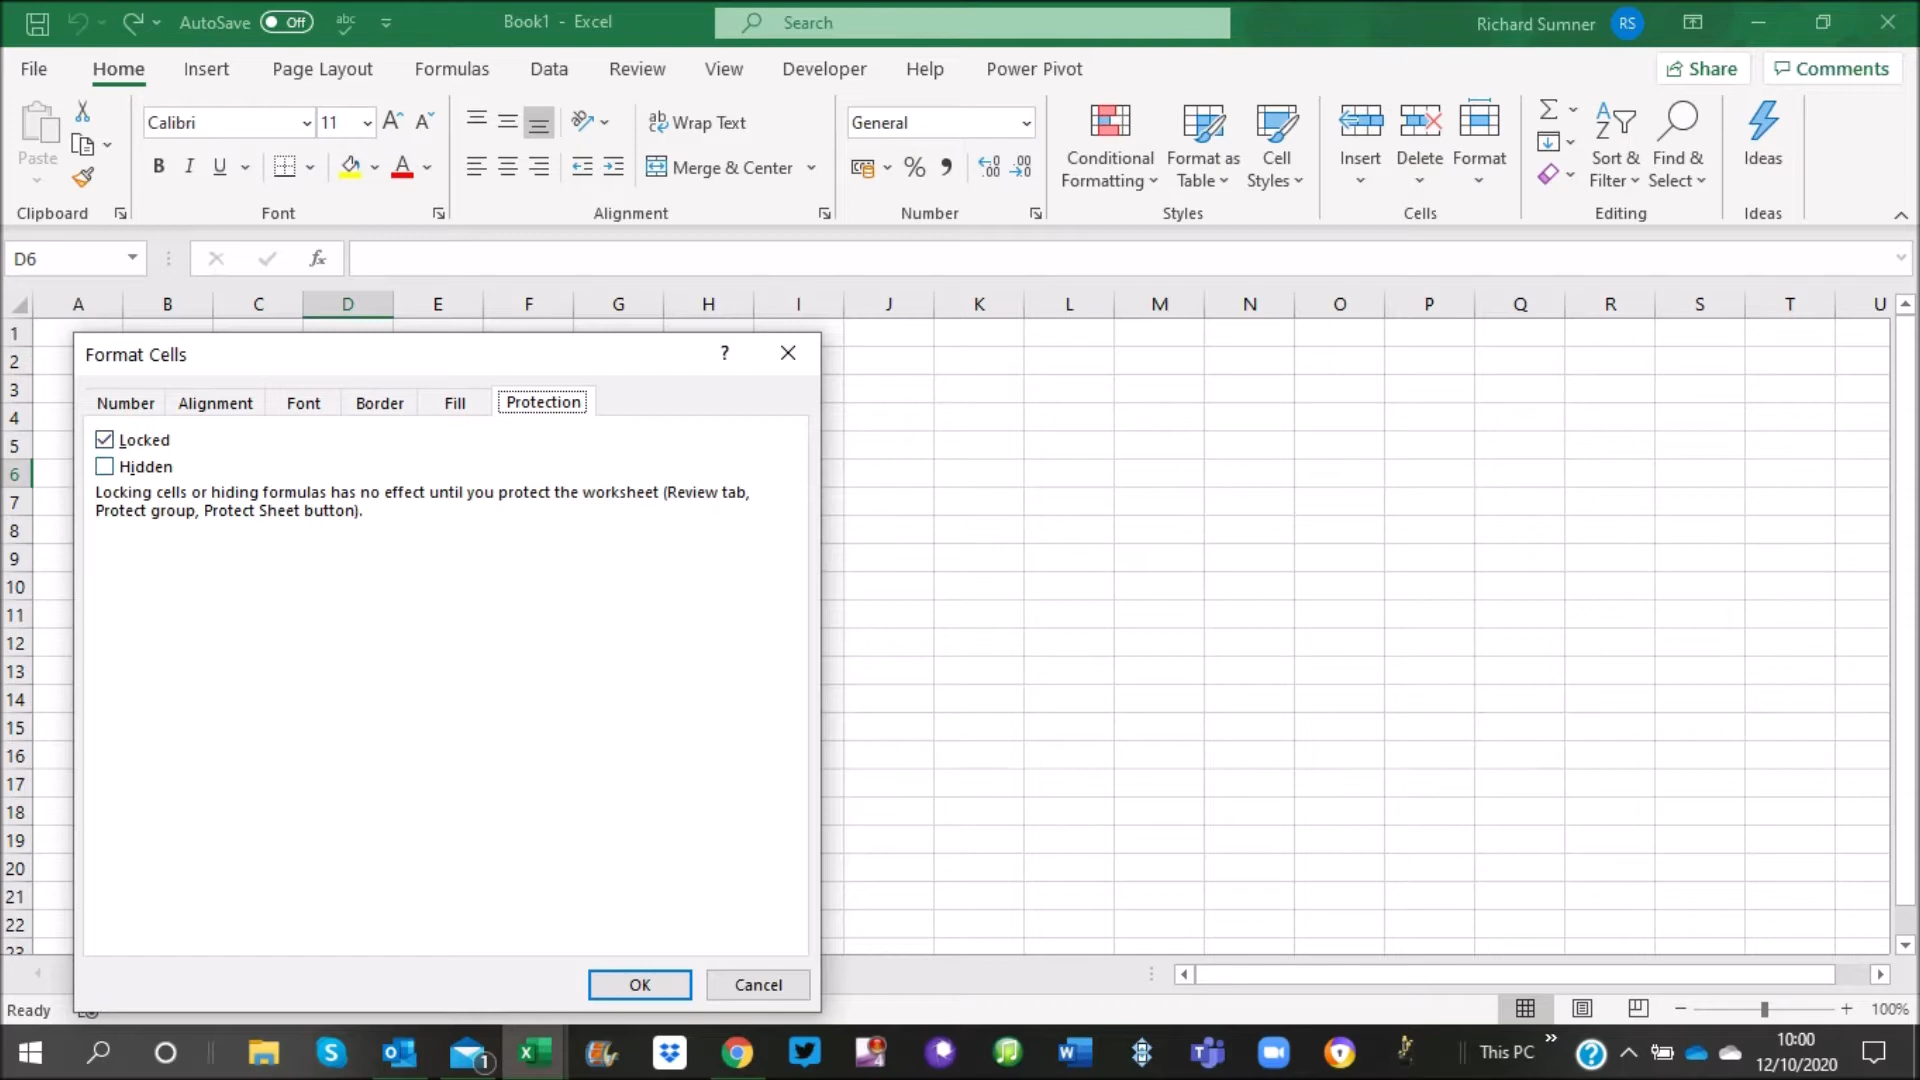 AutoSave Off abc Book1 - Excel Search Richard Sumner RS
File Home Insert Page Layout Formulas Data Review View Developer Help Power Pivot Share Comments
Calibri 11 A A ab Wrap Text General
Paste B I U A Merge & Center % Conditional Formatting Format as Table Cell Styles Insert Delete Format Sort & Filter Find & Select Ideas
Clipboard Font Alignment Number Styles Cells Editing Ideas
D6 fx
A B C D E F G H I J K L M N O P Q R S T U
1
2
3
4
5
6
7
8
9
10
11
12
13
14
15
16
17
18
19
20
21
22
23
Format Cells ?
Number Alignment Font Border Fill Protection
Locked
Hidden
Locking cells or hiding formulas has no effect until you protect the worksheet (Review tab,
Protect group, Protect Sheet button).
OK Cancel
Ready 100%
This PC 10:00
12/10/2020